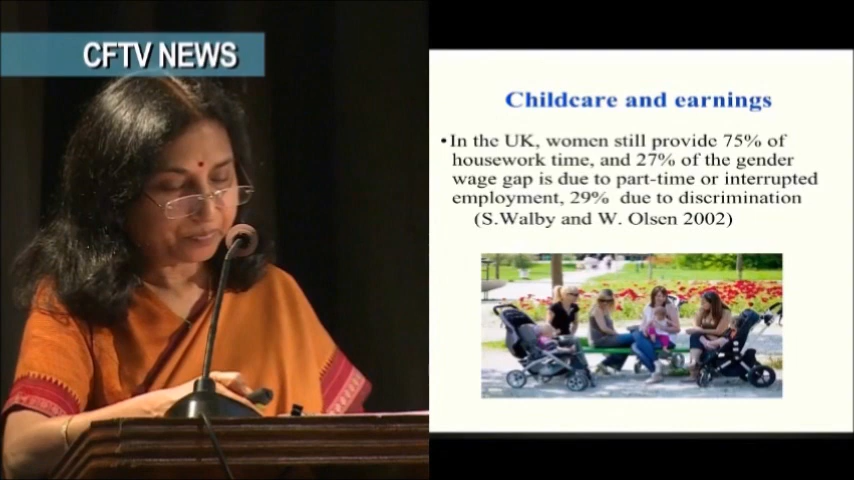 CFTV NEWS
Childcare and earnings
•In the UK, women still provide 75% of
housework time, and 27% of the gender
wage gap is due to part-time or interrupted
employment, 29% due to discrimination
(S.Walby and W. Olsen 2002)